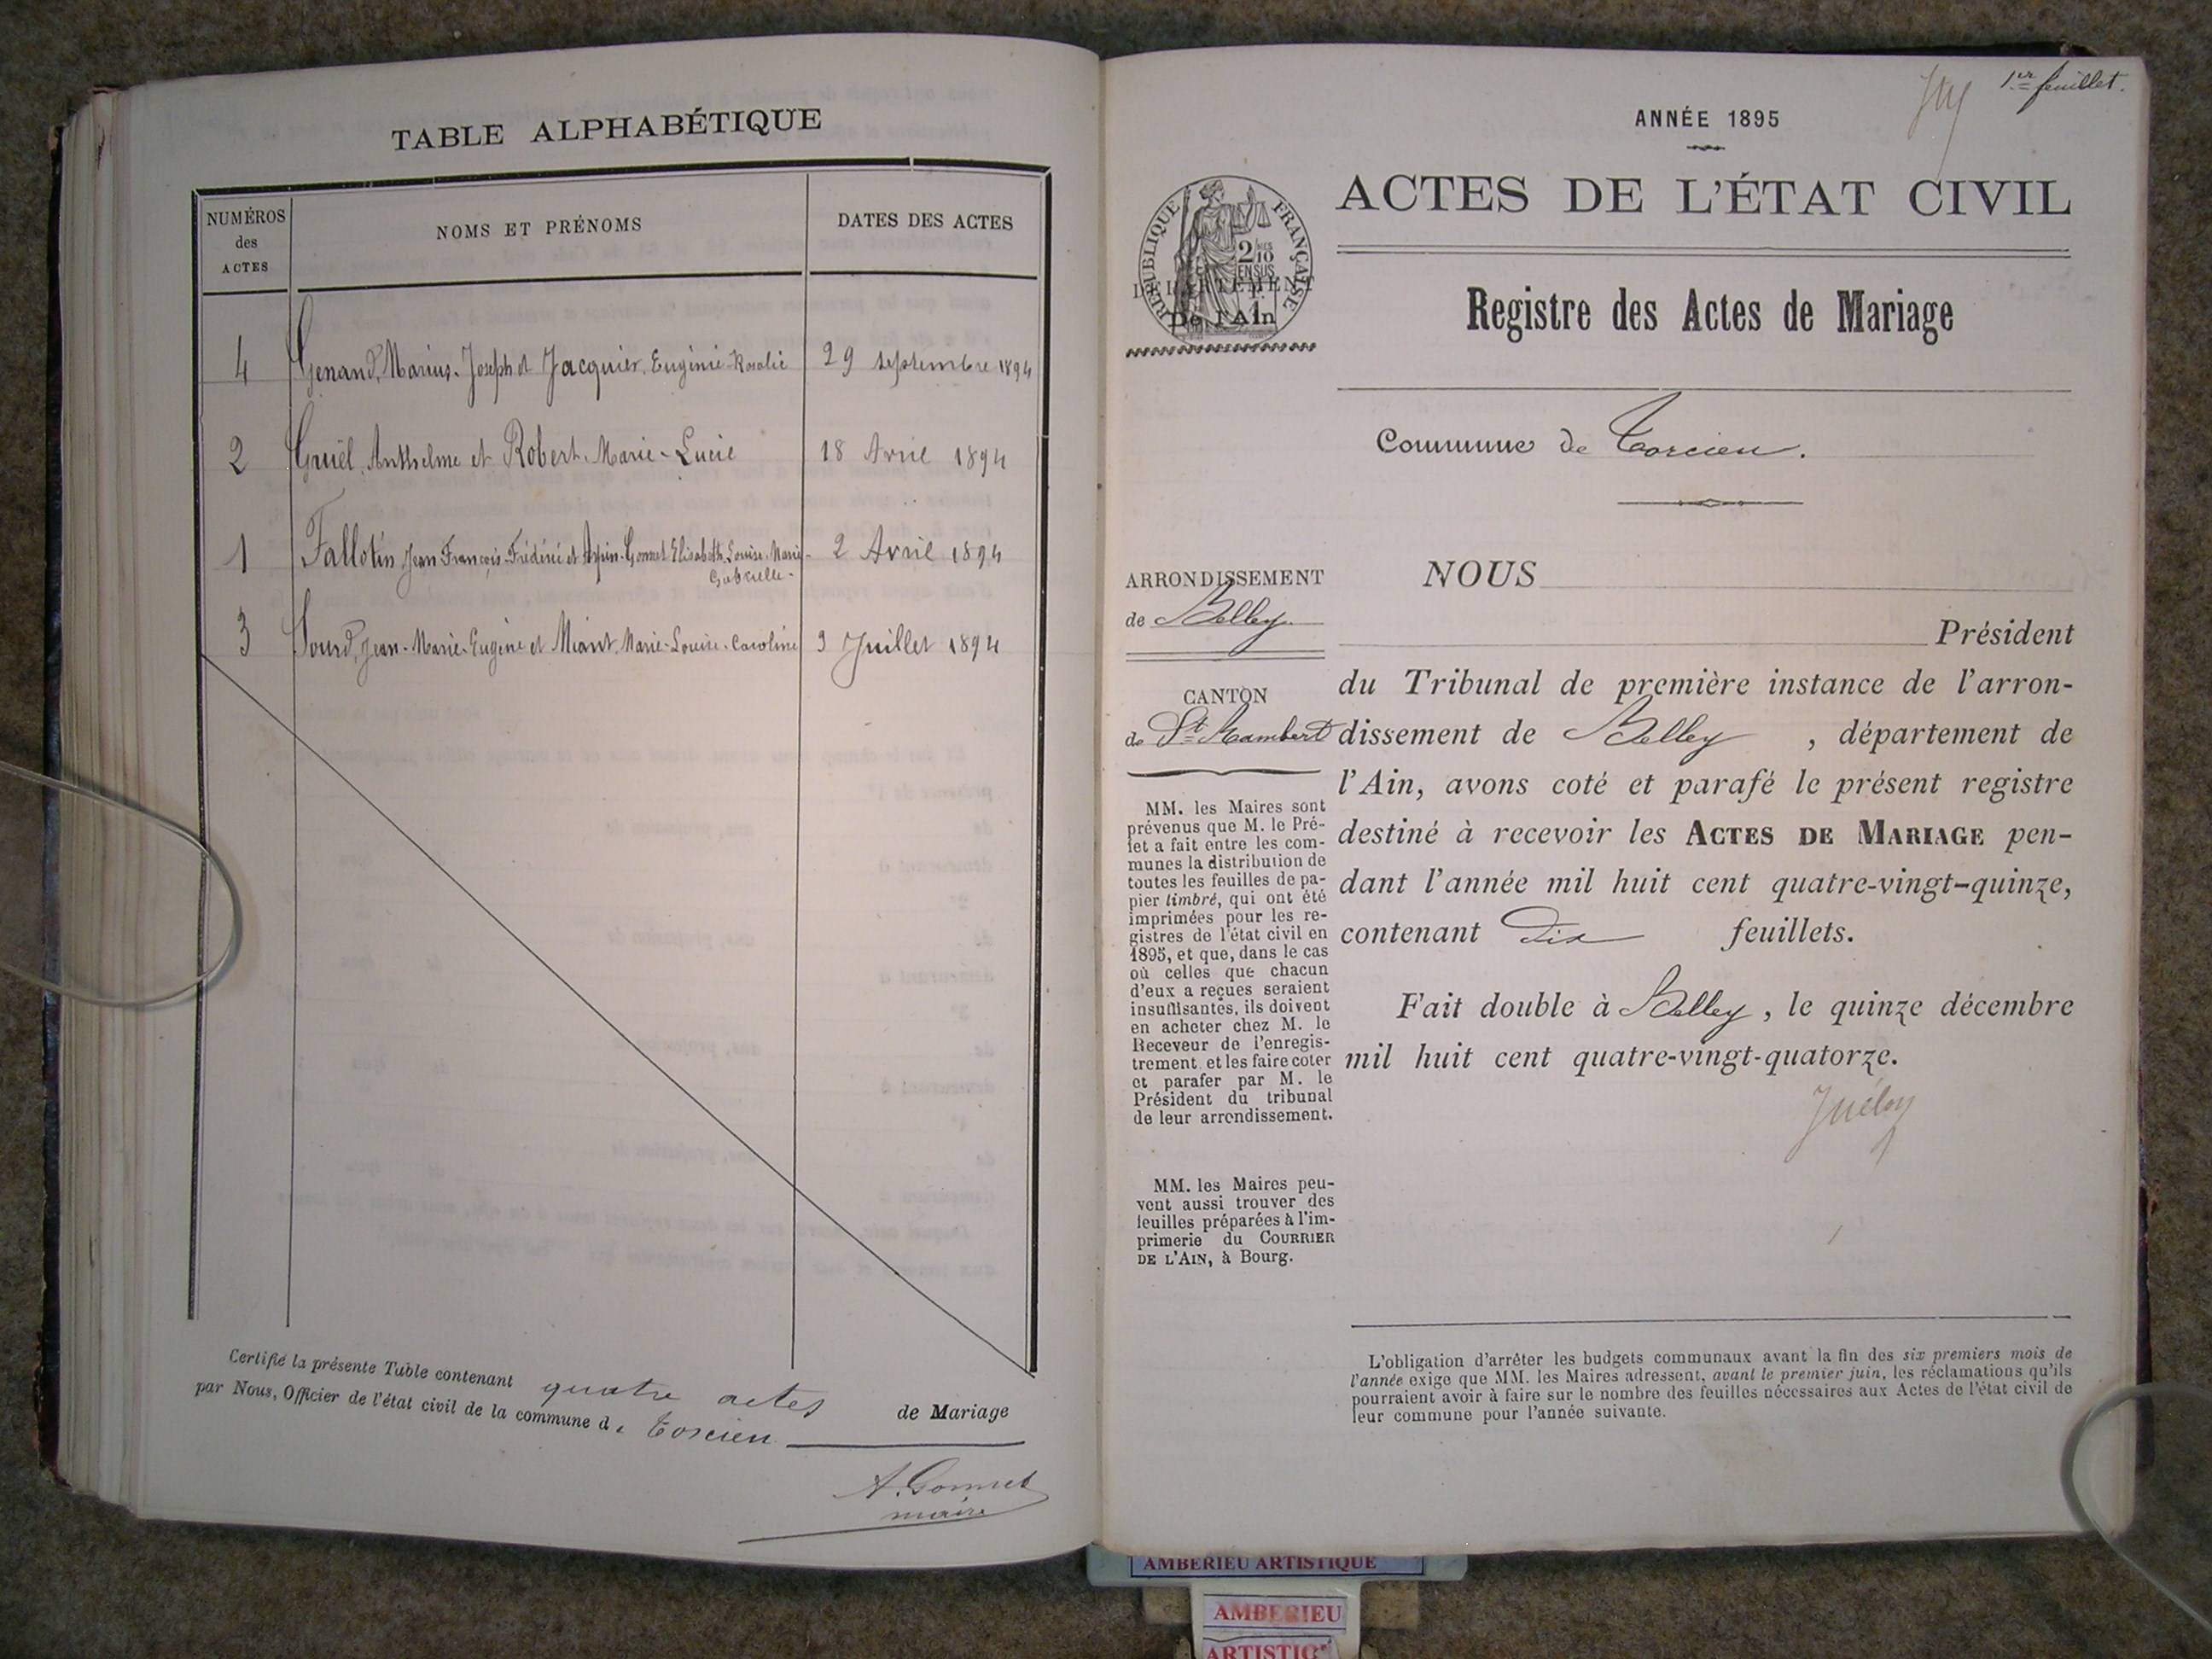 TABLE ALPHABÉTIQUE
NUMÉROS
des
ACTES
NOMS ET PRÉNOMS
DATES DES ACTES
4 Genand, Marius-Joseph et Jacquier, Eugénie-Rosalie 29 septembre 1894
2 Gruël, Anthelme et Robert, Marie-Lucie 18 Avril 1894
1 Fallotin Jean François-Frédéric et Gonnet Elisabeth-Louise-Marie- 2 Avril 1894
Gabrielle-
3 Sourd, Jean-Marie-Eugène et Miant, Marie-Louise-Caroline 3 Juillet 1894
Certifié la présente Table contenant quatre actes de Mariage
par Nous, Officier de l'état civil de la commune de Torcieu
A. Gonnet
maire
1er feuillet.
ANNÉE 1895
ACTES DE L'ÉTAT CIVIL
RÉPUBLIQUE FRANÇAISE
2/10
EN SUS
DÉPARTEMENT
De l'Ain
Registre des Actes de Mariage
Commune de Torcieu.
ARRONDISSEMENT
de Belley
CANTON
de St Rambert
MM. les Maires sont
prévenus que M. le Pré-
fet a fait entre les com-
munes la distribution de
toutes les feuilles de pa-
pier timbré, qui ont été
imprimées pour les re-
gistres de l'état civil en
1895, et que, dans le cas
où celles que chacun
d'eux a reçues seraient
insuffisantes, ils doivent
en acheter chez M. le
Receveur de l'enregis-
trement et les faire coter
et parafer par M. le
Président du tribunal
de leur arrondissement.
MM. les Maires peu-
vent aussi trouver des
feuilles préparées à l'im-
primerie du COURRIER
DE L'AIN, à Bourg.
NOUS
Président
du Tribunal de première instance de l'arron-
dissement de Belley, département de
l'Ain, avons coté et parafé le présent registre
destiné à recevoir les ACTES DE MARIAGE pen-
dant l'année mil huit cent quatre-vingt-quinze,
contenant Dix feuillets.
Fait double à Belley, le quinze décembre
mil huit cent quatre-vingt-quatorze.
L'obligation d'arrêter les budgets communaux avant la fin des six premiers mois de
l'année exige que MM. les Maires adressent, avant le premier juin, les réclamations qu'ils
pourraient avoir à faire sur le nombre des feuilles nécessaires aux Actes de l'état civil de
leur commune pour l'année suivante.
AMBERIEU ARTISTIQUE
AMBERIEU
ARTISTIQ